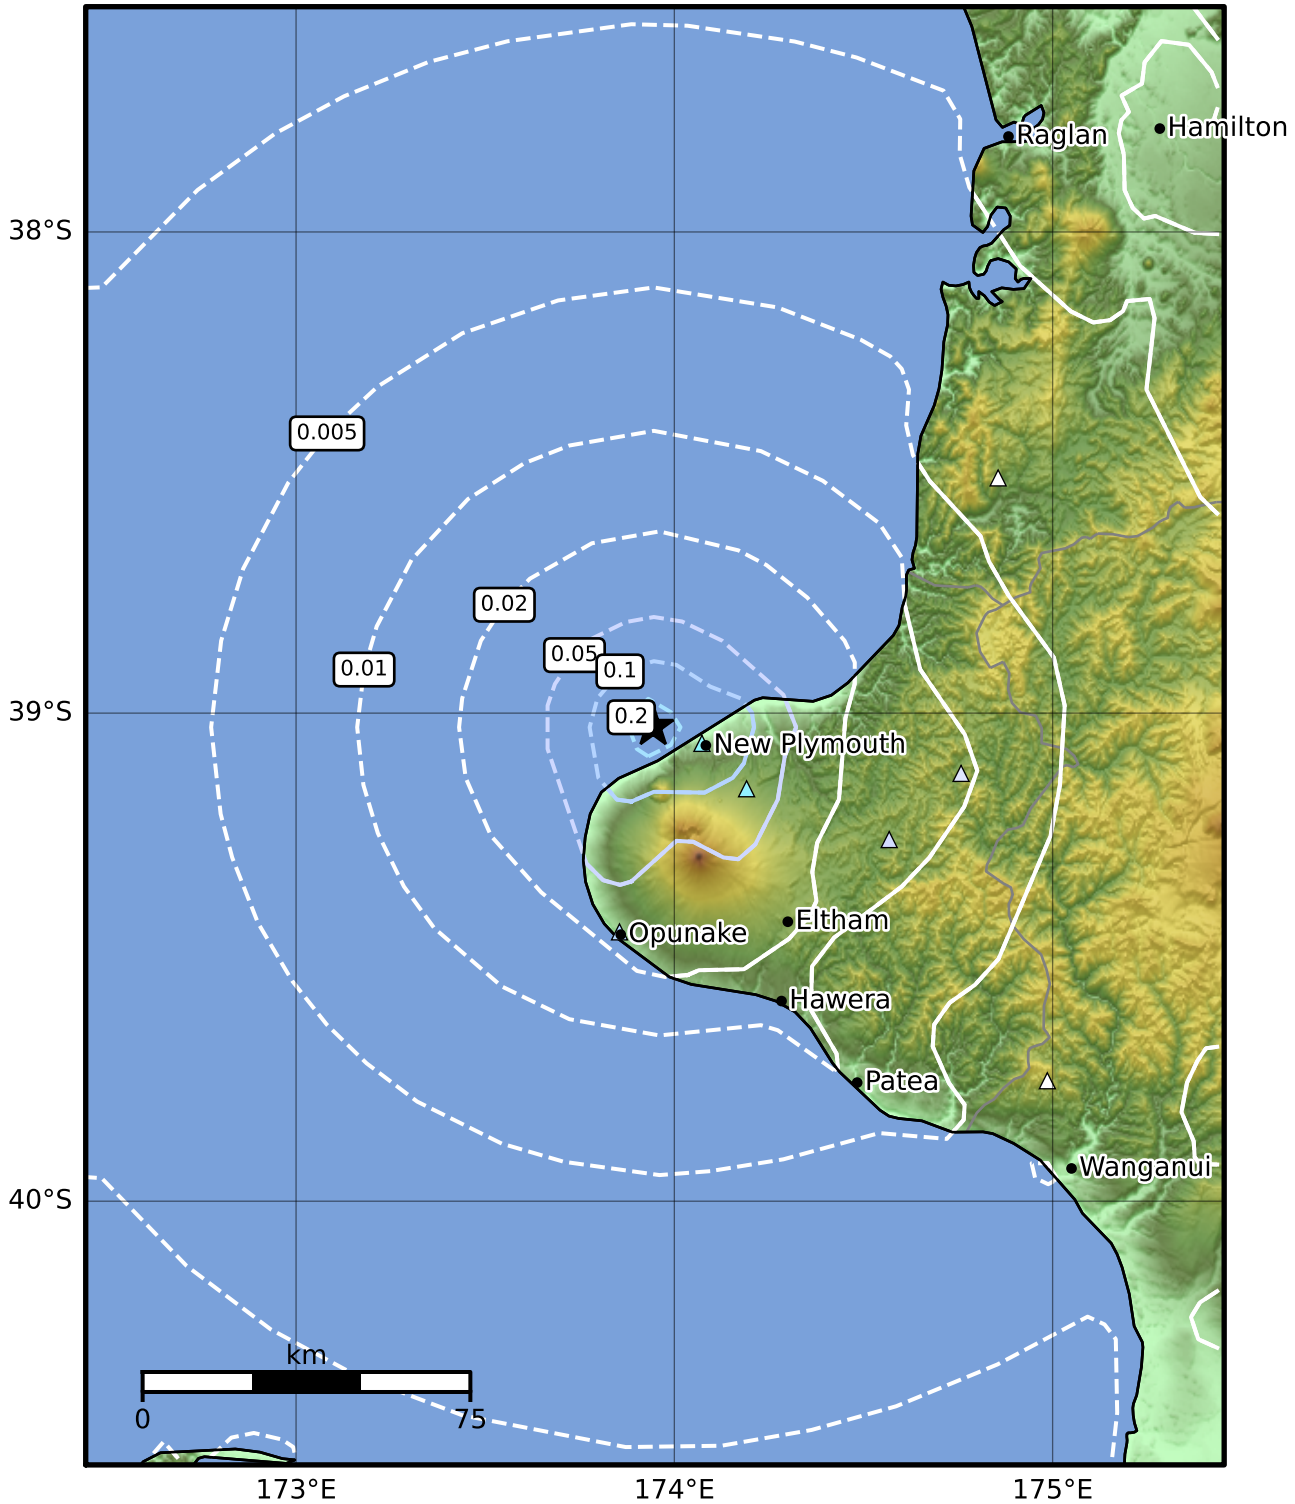 Raglan
Hamilton
38°S
0.005
0.02
0.05
0.1
0.01
39°S
0.2
New Plymouth
Eltham
Opunake
Hawera
Patea
Wanganui
40°S
km
0
75
173°E
174°E
175°E